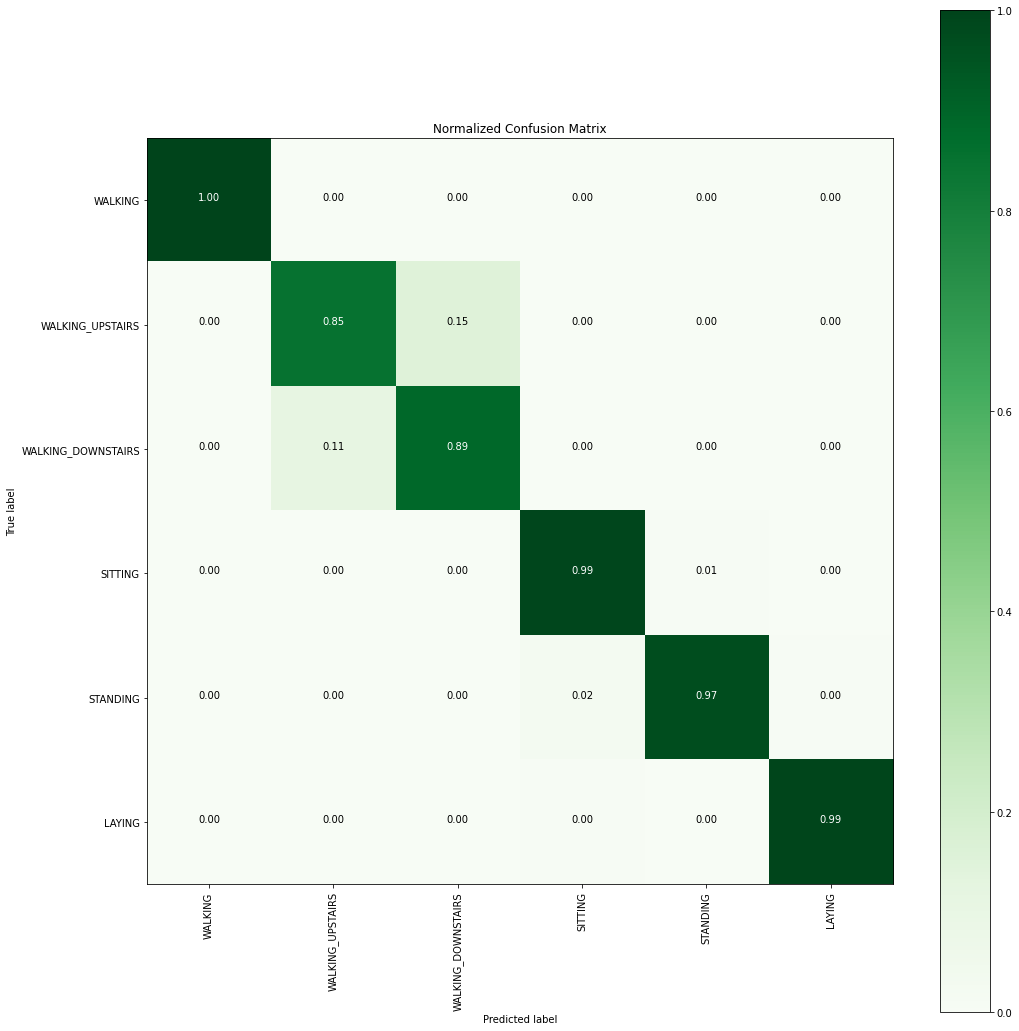 Normalized Confusion Matrix
WALKING 1.00 0.00 0.00 0.00 0.00 0.00
WALKING_UPSTAIRS 0.00 0.85 0.15 0.00 0.00 0.00
WALKING_DOWNSTAIRS 0.00 0.11 0.89 0.00 0.00 0.00
SITTING 0.00 0.00 0.00 0.99 0.01 0.00
STANDING 0.00 0.00 0.00 0.02 0.97 0.00
LAYING 0.00 0.00 0.00 0.00 0.00 0.99
True label
WALKING
WALKING_UPSTAIRS
WALKING_DOWNSTAIRS
SITTING
STANDING
LAYING
Predicted label
1.0
0.8
0.6
0.4
0.2
0.0